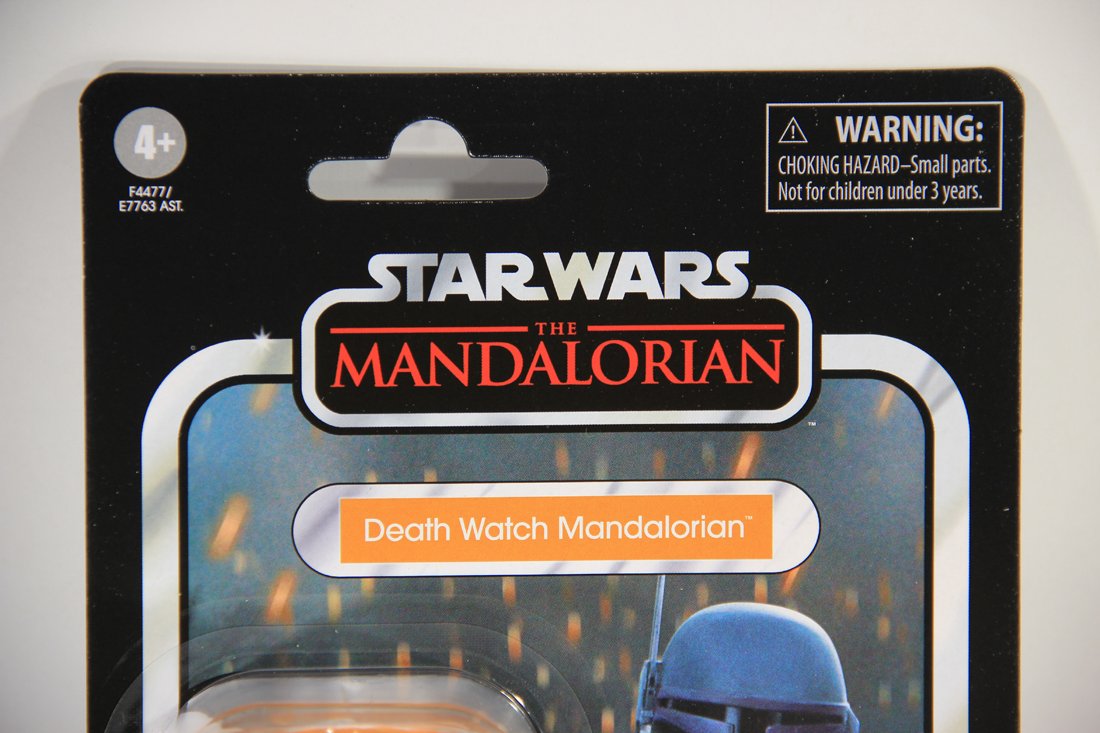 4+
F4477/
E7763 AST.
⚠ WARNING:
CHOKING HAZARD–Small parts.
Not for children under 3 years.
STAR WARS
THE
MANDALORIAN
™
Death Watch Mandalorian™